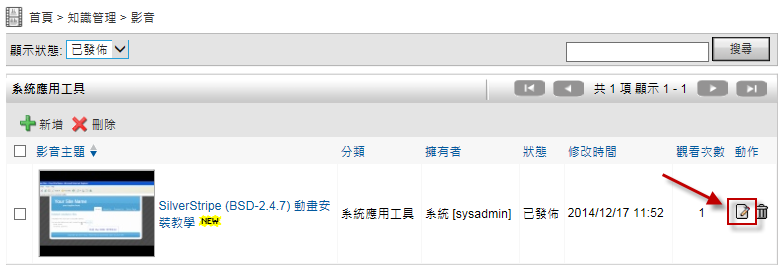 首頁 > 知識管理 > 影音
顯示狀態: 已發佈 搜尋
系統應用工具 共 1 項 顯示 1 - 1
新增 刪除
影音主題 分類 擁有者 狀態 修改時間 觀看次數 動作
SilverStripe (BSD-2.4.7) 動畫安
裝教學 NEW
系統應用工具 系統 [sysadmin] 已發佈 2014/12/17 11:52 1